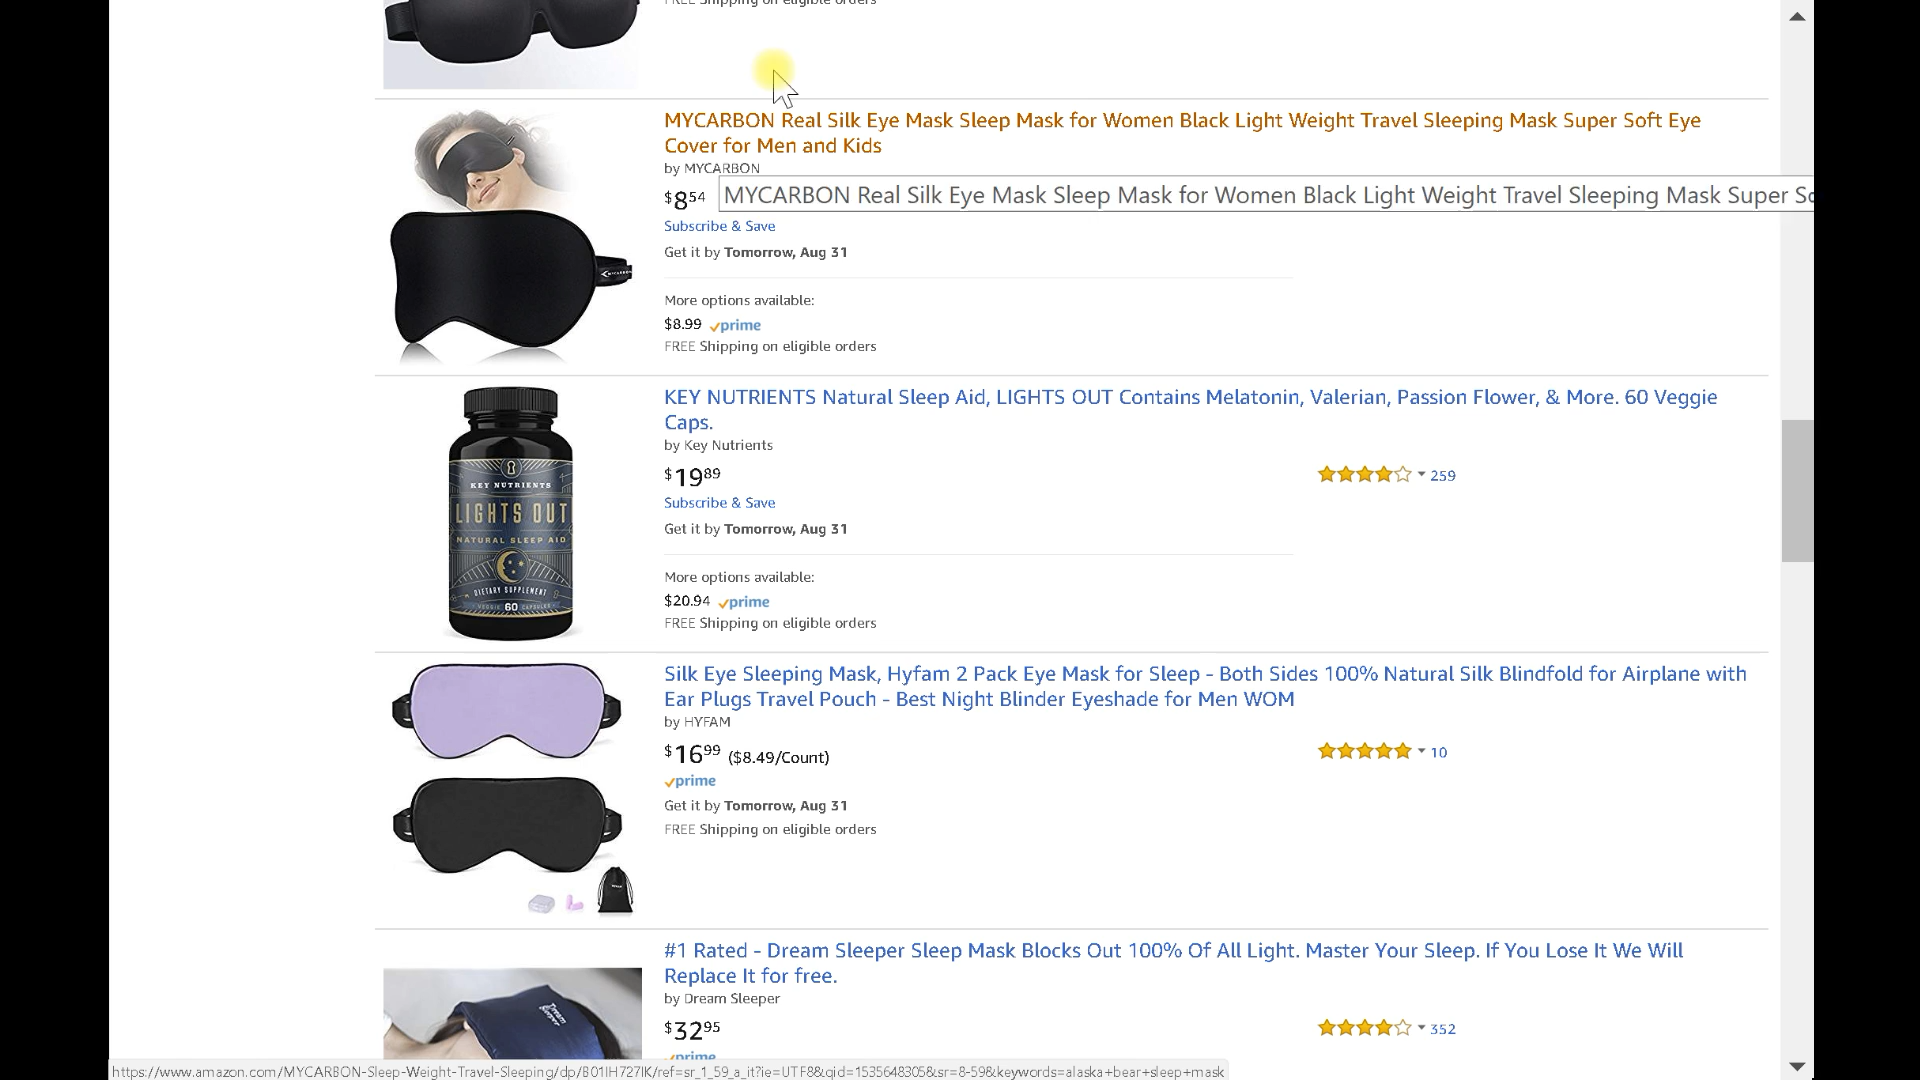 FREE Shipping on eligible orders
MYCARBON Real Silk Eye Mask Sleep Mask for Women Black Light Weight Travel Sleeping Mask Super Soft Eye
Cover for Men and Kids
by MYCARBON
$854
MYCARBON Real Silk Eye Mask Sleep Mask for Women Black Light Weight Travel Sleeping Mask Super So
Subscribe & Save
Get it by Tomorrow, Aug 31
More options available:
$8.99 prime
FREE Shipping on eligible orders
KEY NUTRIENTS Natural Sleep Aid, LIGHTS OUT Contains Melatonin, Valerian, Passion Flower, & More. 60 Veggie
Caps.
by Key Nutrients
$1989
259
Subscribe & Save
Get it by Tomorrow, Aug 31
More options available:
$20.94 prime
FREE Shipping on eligible orders
KEY NUTRIENTS
LIGHTS OUT
NATURAL SLEEP AID
DIETARY SUPPLEMENT
VEGGIE 60 CAPSULES
Silk Eye Sleeping Mask, Hyfam 2 Pack Eye Mask for Sleep - Both Sides 100% Natural Silk Blindfold for Airplane with
Ear Plugs Travel Pouch - Best Night Blinder Eyeshade for Men WOM
by HYFAM
$1699 ($8.49/Count)
10
prime
Get it by Tomorrow, Aug 31
FREE Shipping on eligible orders
#1 Rated - Dream Sleeper Sleep Mask Blocks Out 100% Of All Light. Master Your Sleep. If You Lose It We Will
Replace It for free.
by Dream Sleeper
$3295
352
prime
Dream
Sleeper
https://www.amazon.com/MYCARBON-Sleep-Weight-Travel-Sleeping/dp/B01IH727IK/ref=sr_1_59_a_it?ie=UTF8&qid=1535648305&sr=8-59&keywords=alaska+bear+sleep+mask